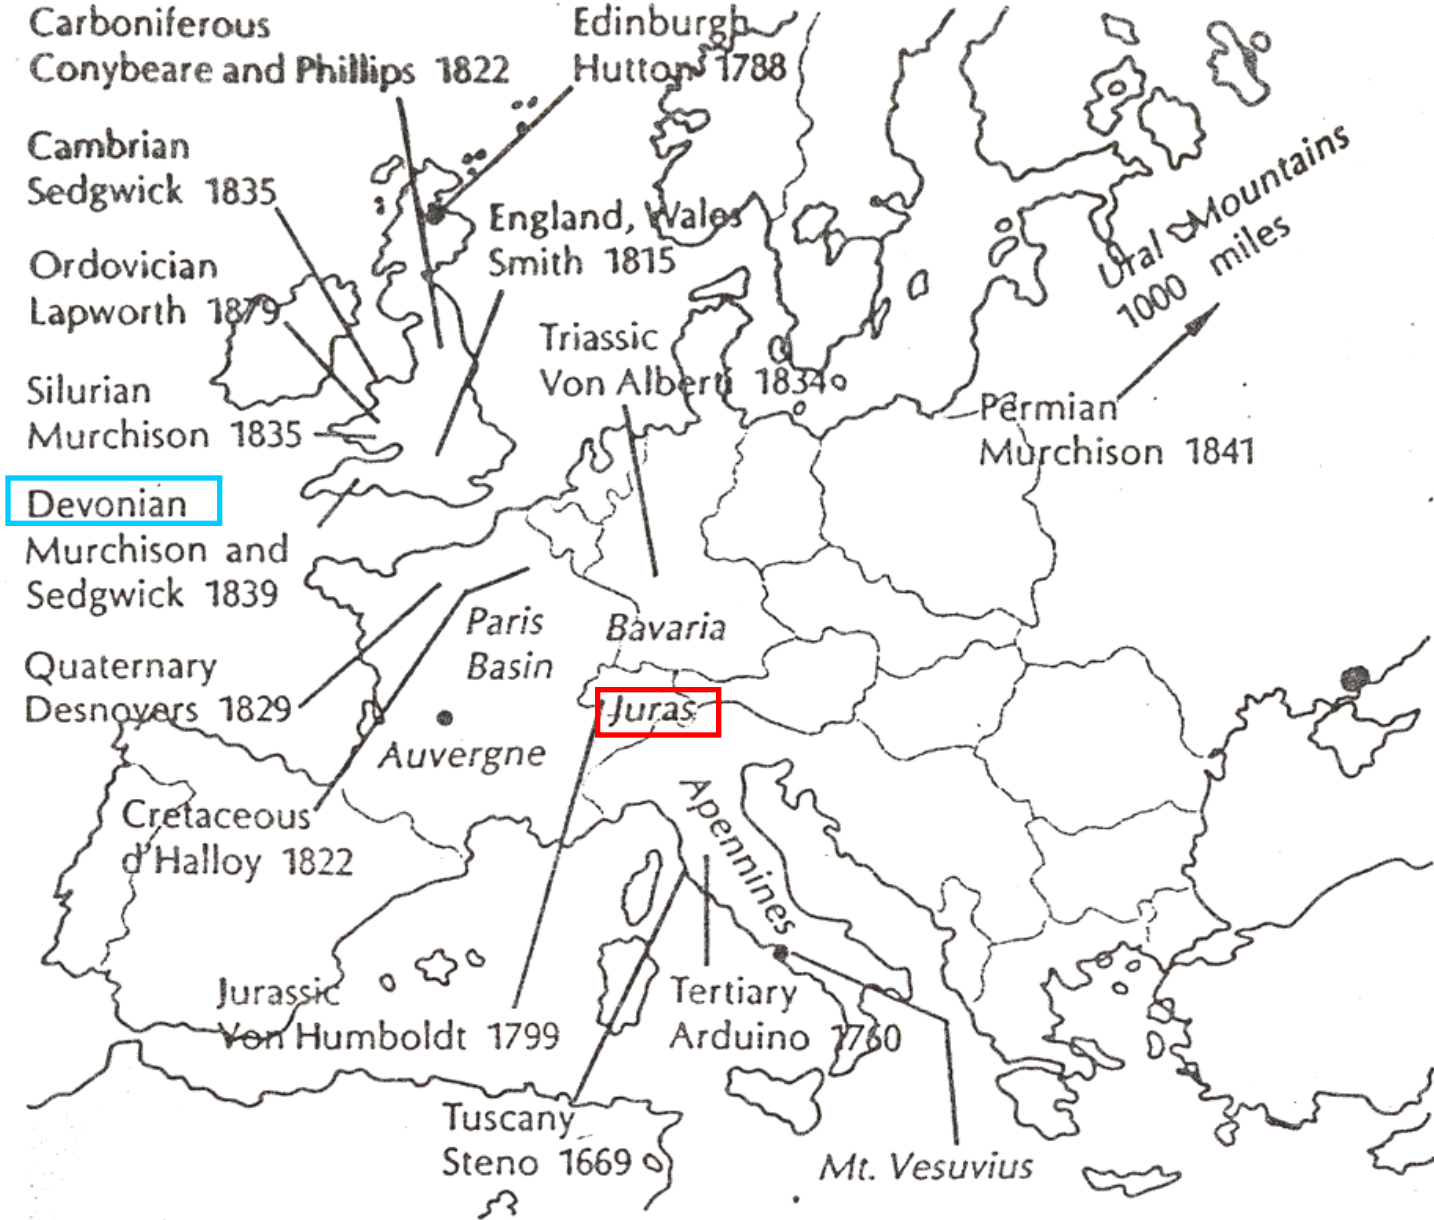 Carboniferous
Conybeare and Phillips 1822
Edinburgh
Hutton 1788
Cambrian
Sedgwick 1835
England, Wales
Smith 1815
Ural Mountains
1000 miles
Ordovician
Lapworth 1879
Triassic
Von Alberti 1834
Silurian
Murchison 1835
Permian
Murchison 1841
Devonian
Murchison and
Sedgwick 1839
Paris
Basin
Bavaria
Quaternary
Desnoyers 1829
Juras
Auvergne
Apennines
Cretaceous
d'Halloy 1822
Jurassic
Von Humboldt 1799
Tertiary
Arduino 1760
Tuscany
Steno 1669
Mt. Vesuvius